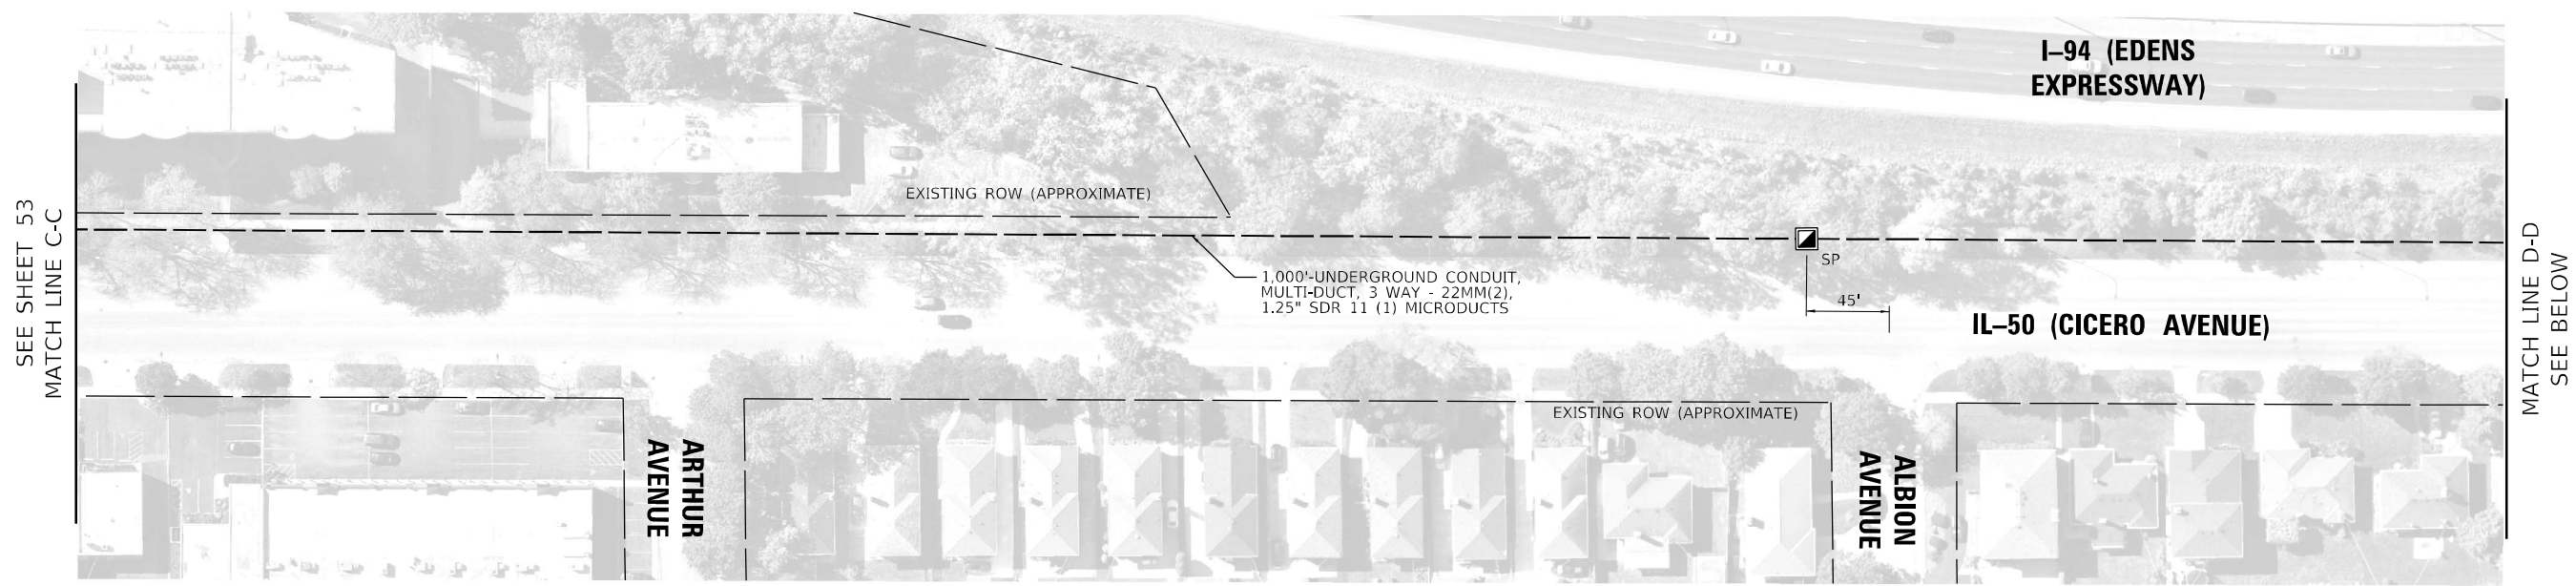 I–94 (EDENS
EXPRESSWAY)
SEE SHEET 53
MATCH LINE C-C
EXISTING ROW (APPROXIMATE)
SP
1,000'-UNDERGROUND CONDUIT,
MULTI-DUCT, 3 WAY - 22MM(2),
1.25" SDR 11 (1) MICRODUCTS
45'
IL–50 (CICERO AVENUE)
MATCH LINE D-D
SEE BELOW
EXISTING ROW (APPROXIMATE)
ARTHUR
AVENUE
ALBION
AVENUE